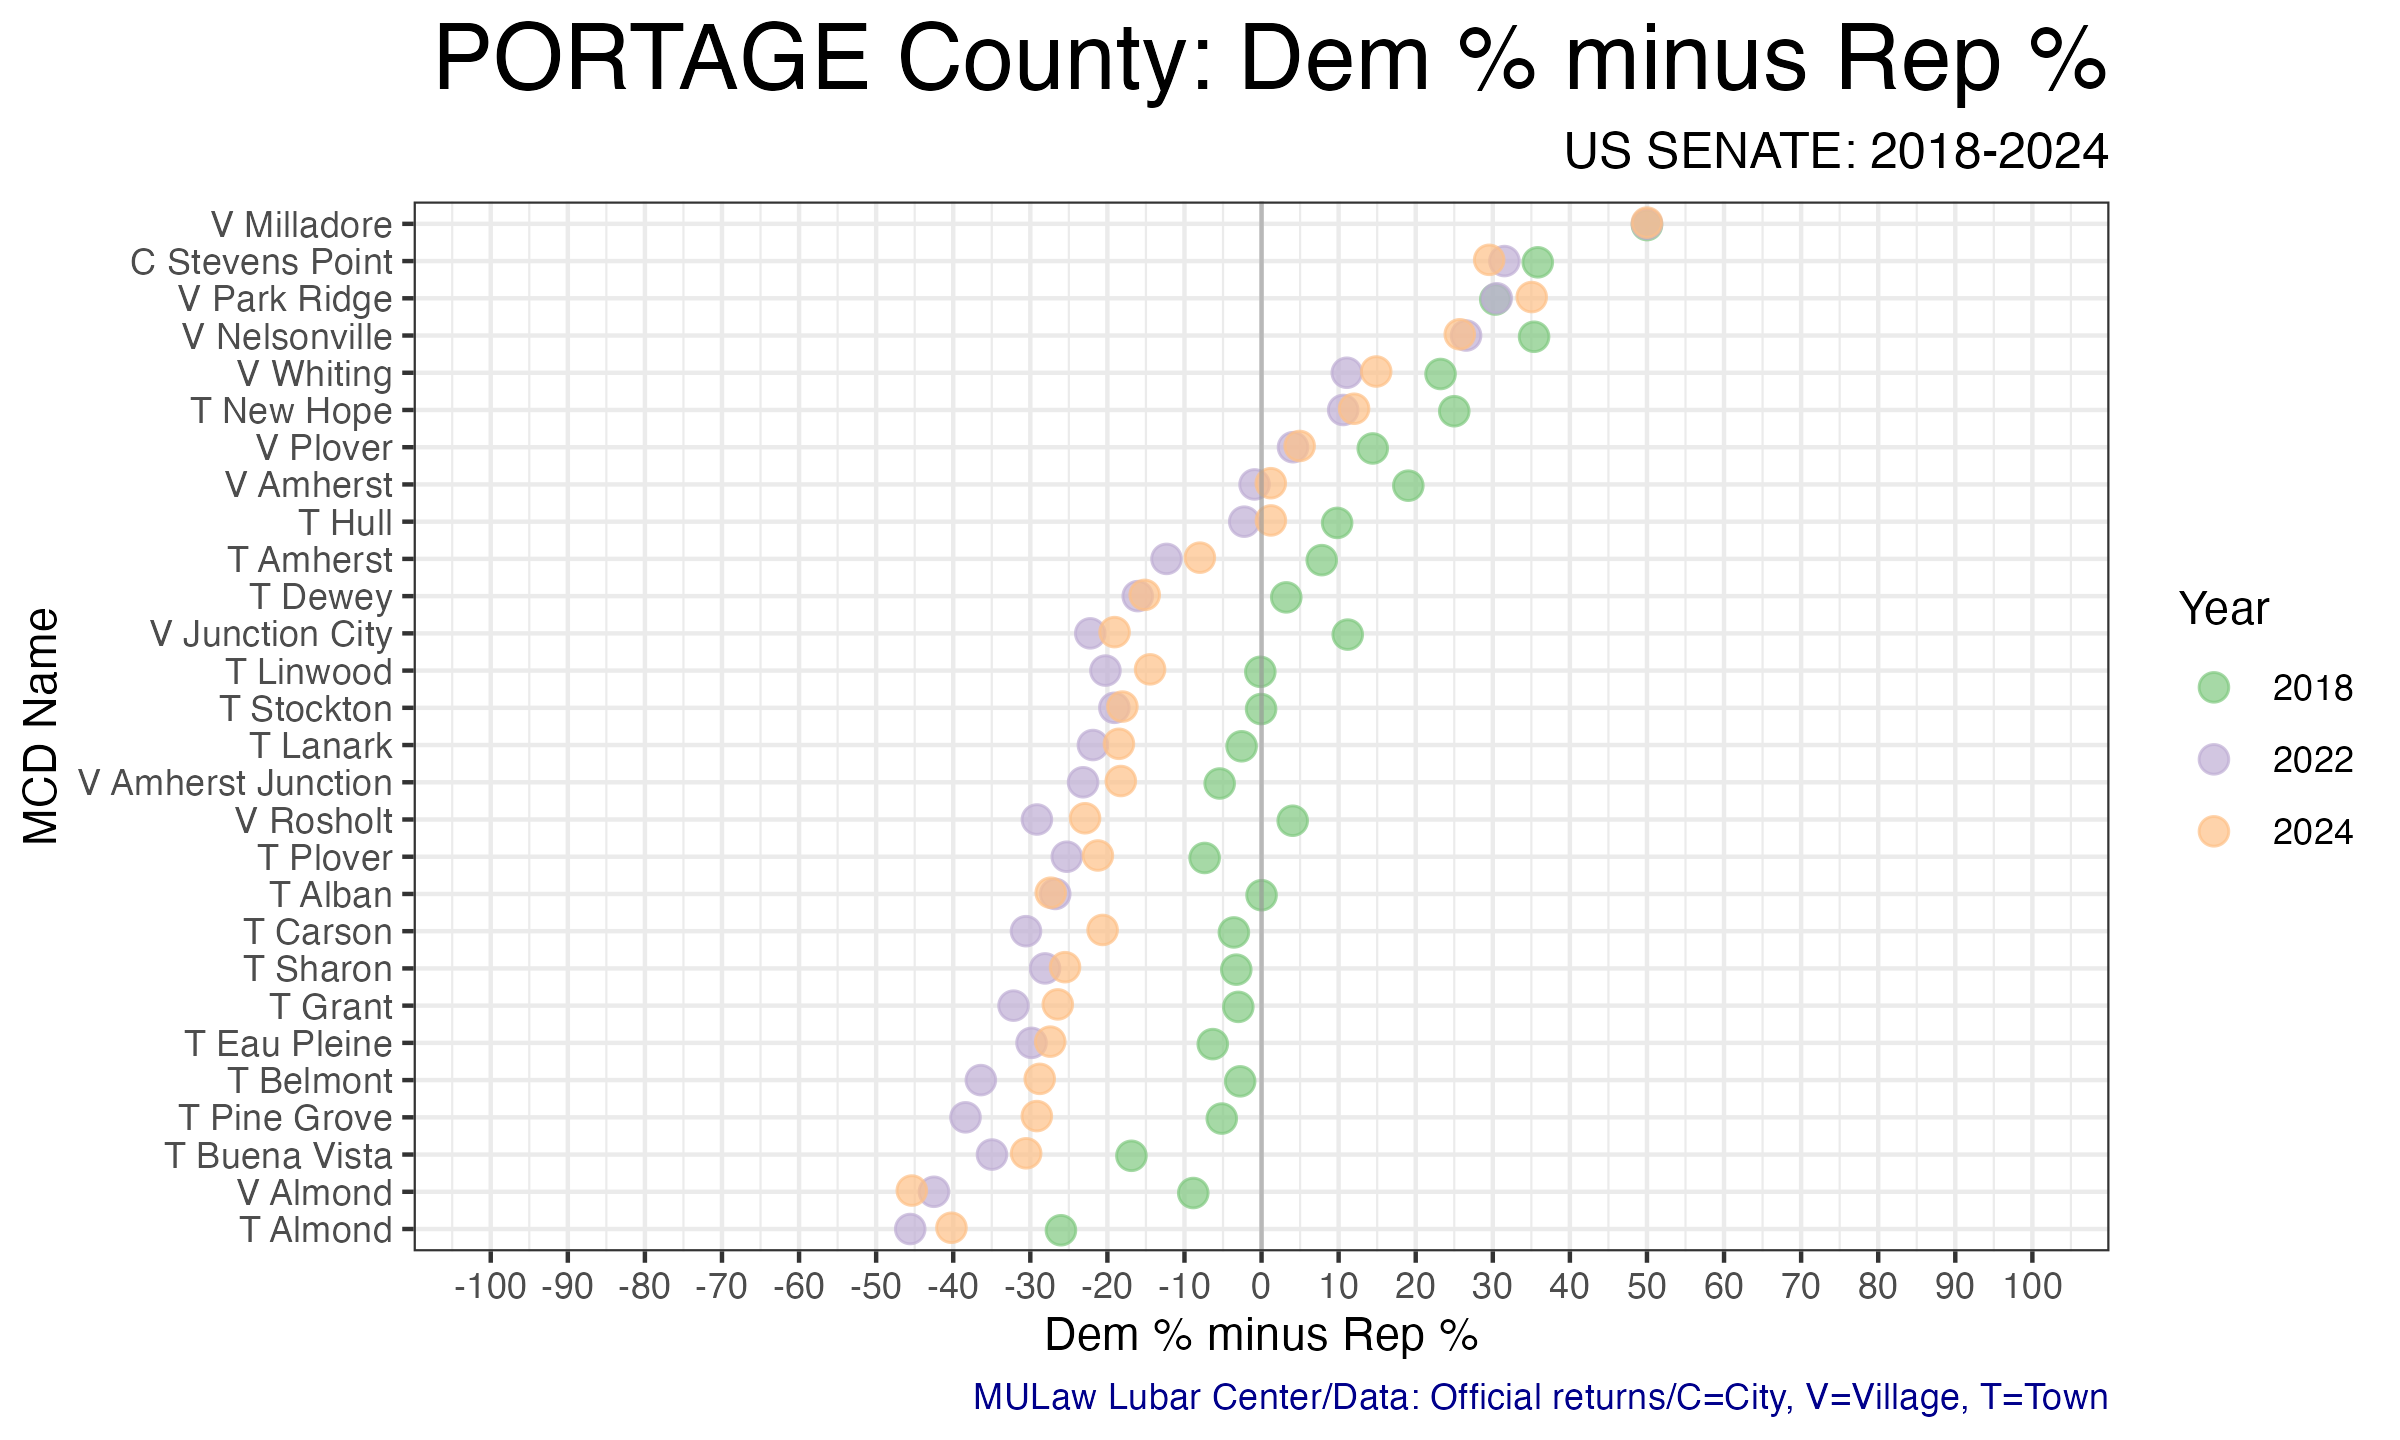 PORTAGE County: Dem % minus Rep %
US SENATE: 2018-2024
MCD Name
V Milladore
C Stevens Point
V Park Ridge
V Nelsonville
V Whiting
T New Hope
V Plover
V Amherst
T Hull
T Amherst
T Dewey
V Junction City
T Linwood
T Stockton
T Lanark
V Amherst Junction
V Rosholt
T Plover
T Alban
T Carson
T Sharon
T Grant
T Eau Pleine
T Belmont
T Pine Grove
T Buena Vista
V Almond
T Almond
-100 -90 -80 -70 -60 -50 -40 -30 -20 -10 0 10 20 30 40 50 60 70 80 90 100
Dem % minus Rep %
Year
2018
2022
2024
MULaw Lubar Center/Data: Official returns/C=City, V=Village, T=Town